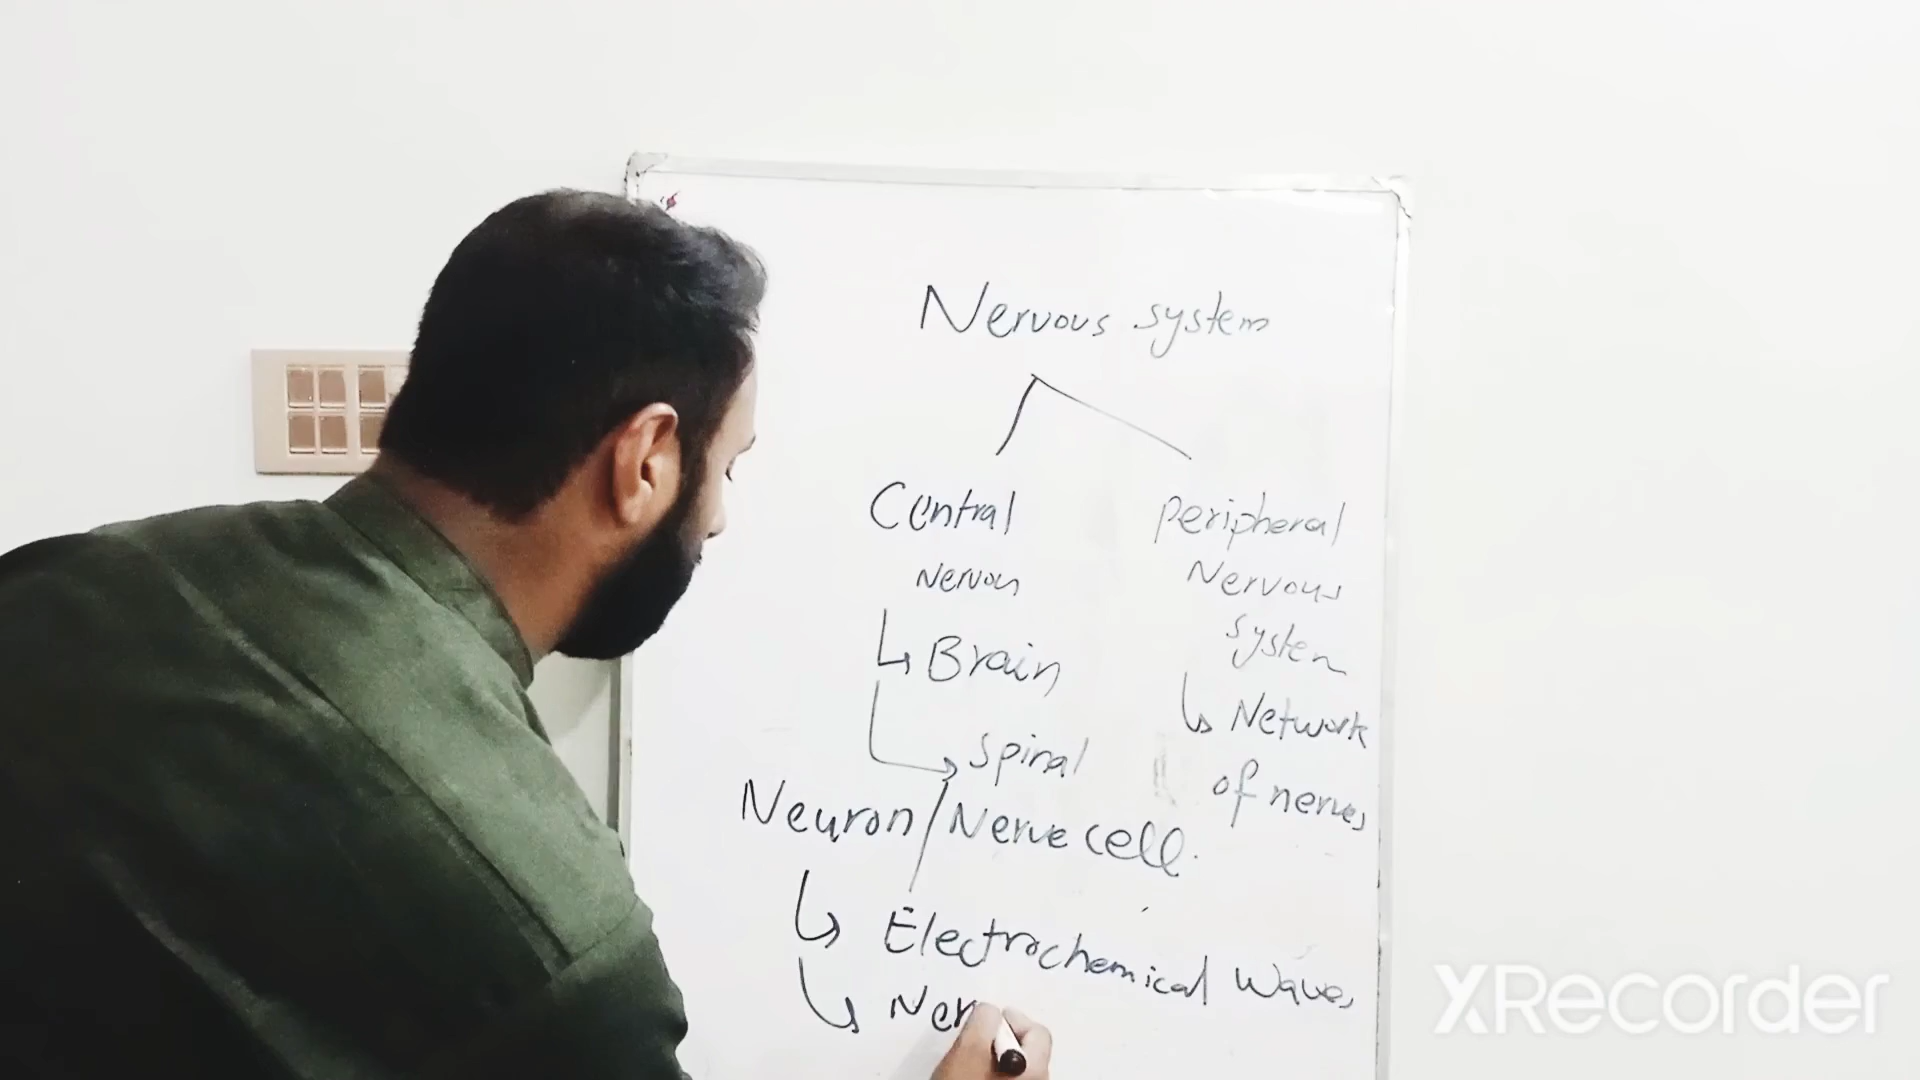 Nervous system
Central
Nervous
Brain
Spinal
peripheral
Nervous
system
Network
of nerves
Neuron/Nerve cell.
Electrochemical waves
Ner
XRecorder